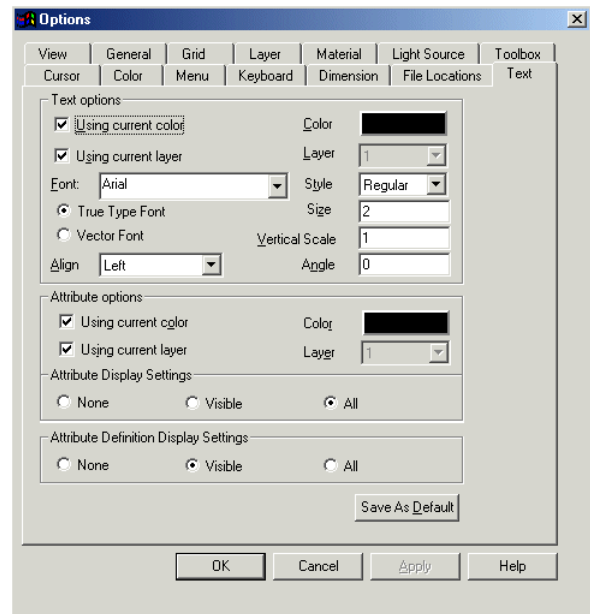 Options
View General Grid Layer Material Light Source Toolbox
Cursor Color Menu Keyboard Dimension File Locations Text
Text options
Using current color Color
Using current layer Layer 1
Font: Arial Style Regular
True Type Font Size 2
Vector Font Vertical Scale 1
Align Left Angle 0
Attribute options
Using current color Color
Using current layer Layer 1
Attribute Display Settings
None Visible All
Attribute Definition Display Settings
None Visible All
Save As Default
OK Cancel Apply Help